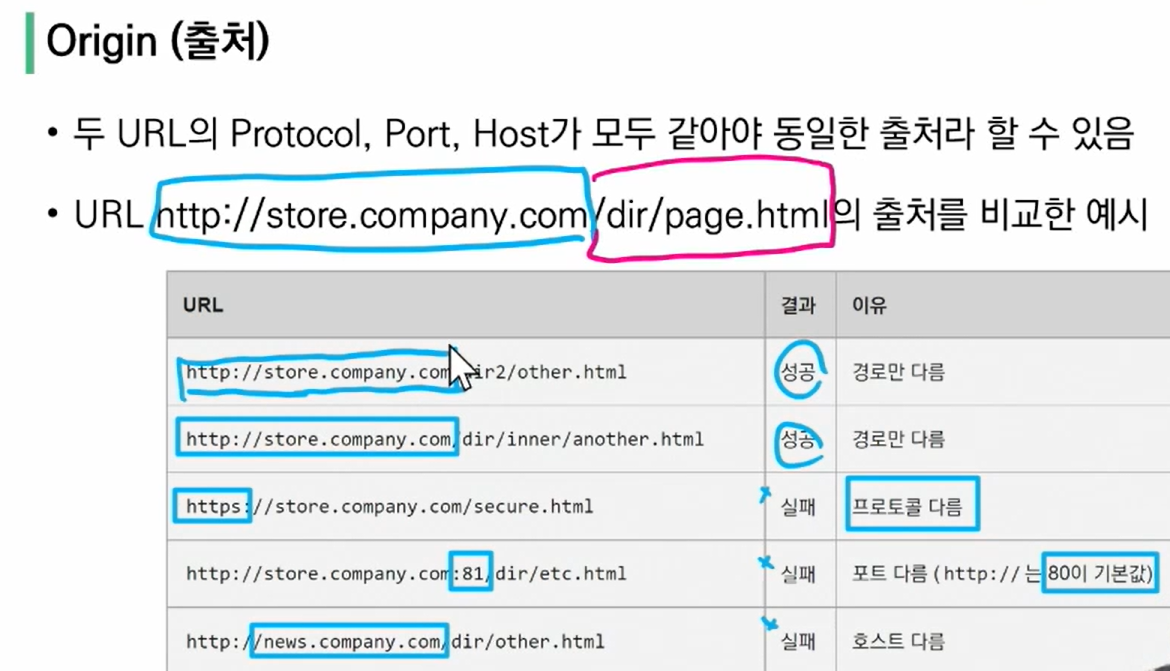 Origin (출처)
• 두 URL의 Protocol, Port, Host가 모두 같아야 동일한 출처라 할 수 있음
• URL http://store.company.com/dir/page.html의 출처를 비교한 예시
URL 결과 이유
http://store.company.com/dir2/other.html 성공 경로만 다름
http://store.company.com/dir/inner/another.html 성공 경로만 다름
https://store.company.com/secure.html 실패 프로토콜 다름
http://store.company.com:81/dir/etc.html 실패 포트 다름 (http://는 80이 기본값)
http://news.company.com/dir/other.html 실패 호스트 다름